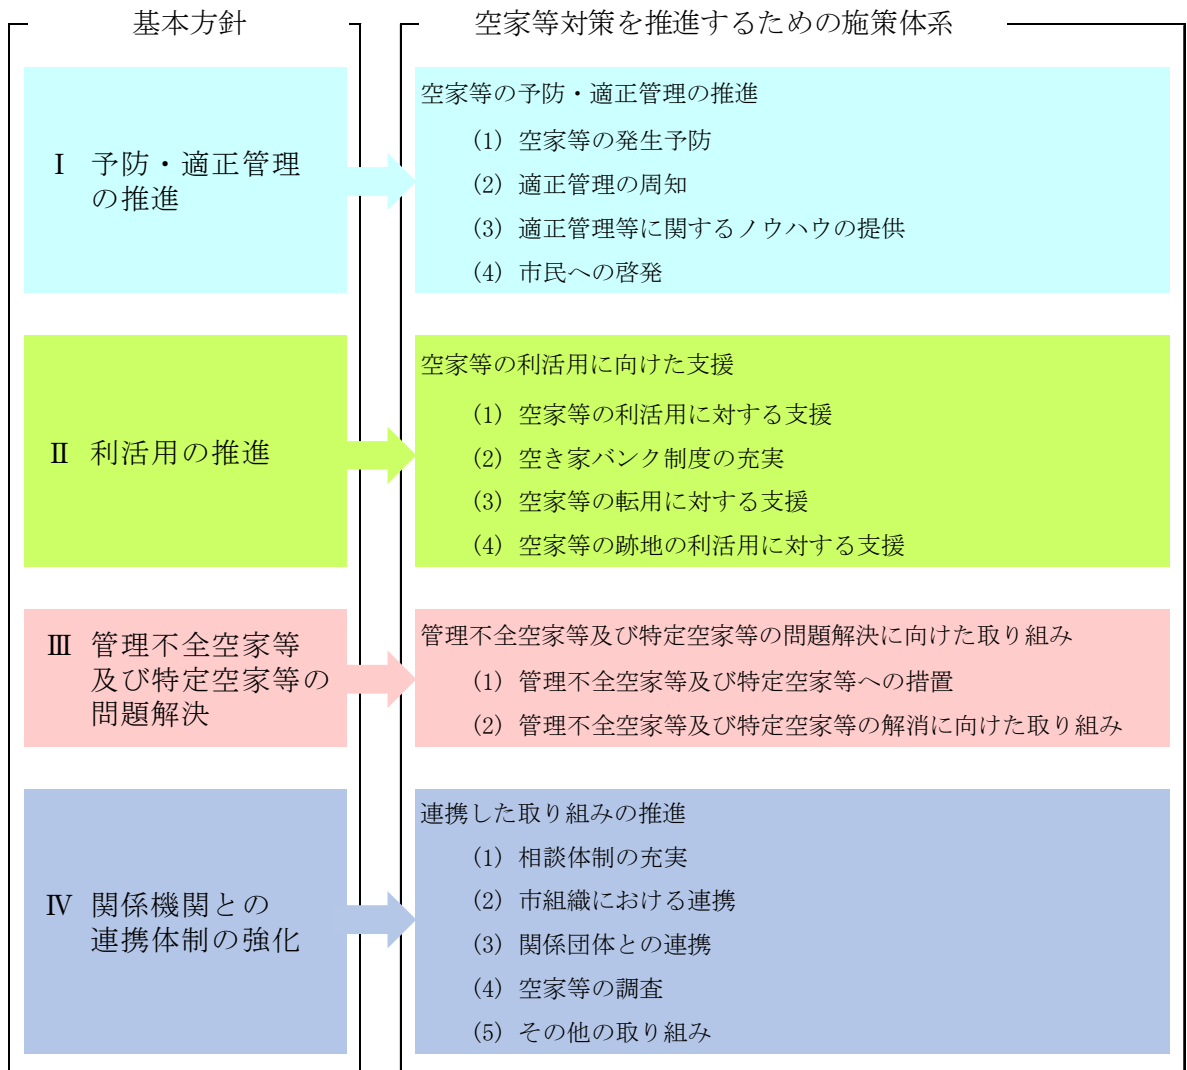 基本方針
空家等対策を推進するための施策体系
Ⅰ 予防・適正管理
の推進
空家等の予防・適正管理の推進
(1) 空家等の発生予防
(2) 適正管理の周知
(3) 適正管理等に関するノウハウの提供
(4) 市民への啓発
Ⅱ 利活用の推進
空家等の利活用に向けた支援
(1) 空家等の利活用に対する支援
(2) 空き家バンク制度の充実
(3) 空家等の転用に対する支援
(4) 空家等の跡地の利活用に対する支援
Ⅲ 管理不全空家等
及び特定空家等の
問題解決
管理不全空家等及び特定空家等の問題解決に向けた取り組み
(1) 管理不全空家等及び特定空家等への措置
(2) 管理不全空家等及び特定空家等の解消に向けた取り組み
Ⅳ 関係機関との
連携体制の強化
連携した取り組みの推進
(1) 相談体制の充実
(2) 市組織における連携
(3) 関係団体との連携
(4) 空家等の調査
(5) その他の取り組み